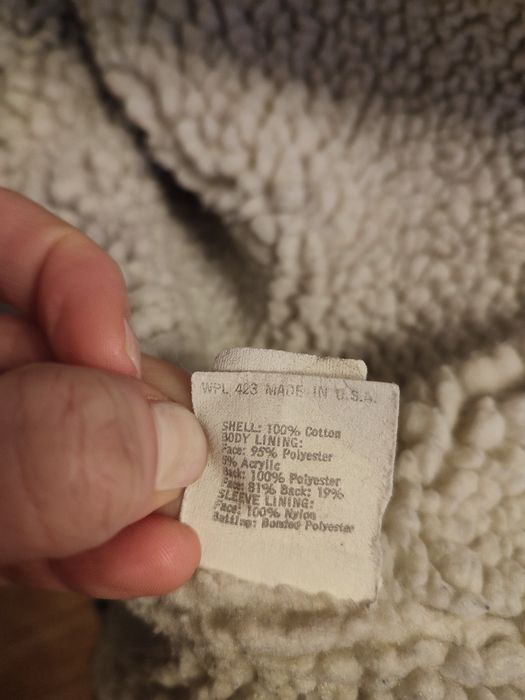 WPL 423 MADE IN U.S.A.
SHELL: 100% Cotton
BODY LINING:
Face: 95% Polyester
5% Acrylic
Back: 100% Polyester
Face: 81% Back: 19%
SLEEVE LINING:
Face: 100% Nylon
Batting: Bonded Polyester